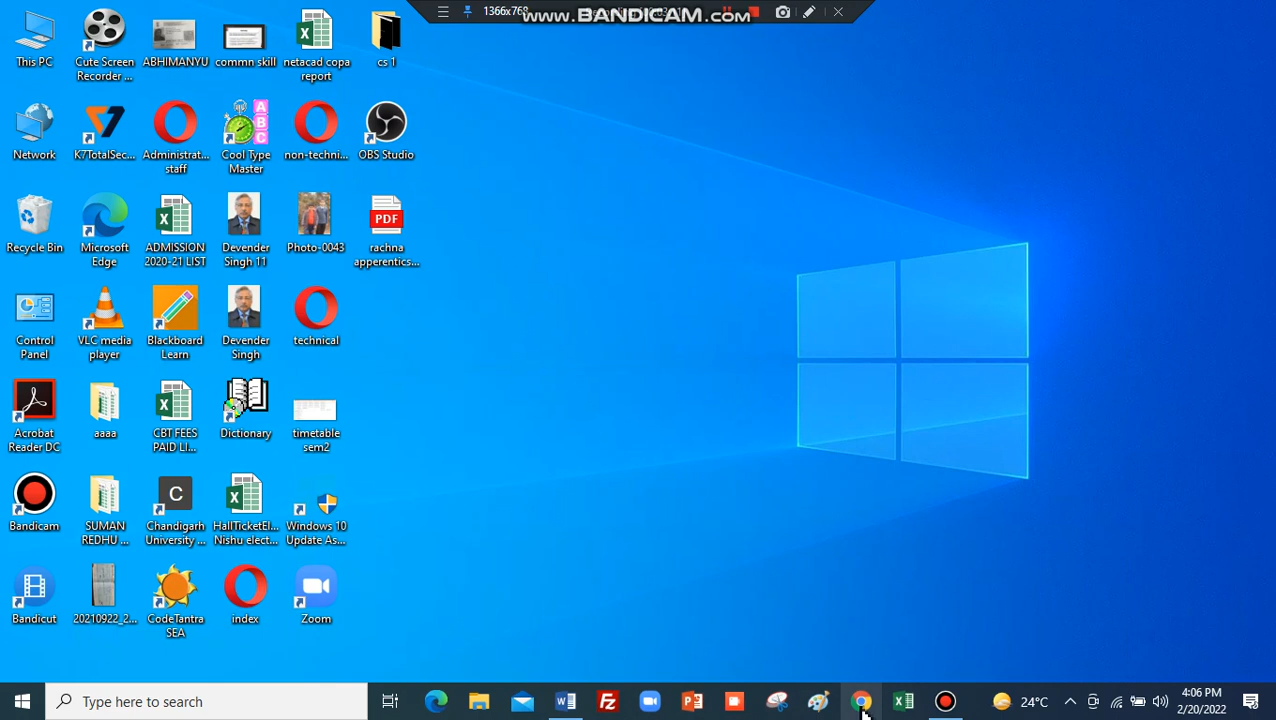 1366x768
www.BANDICAM.com
This PC
Cute Screen
Recorder ...
ABHIMANYU
commn skill
netacad copa
report
cs 1
Network
K7TotalSec...
Administrat...
staff
Cool Type
Master
non-techni...
OBS Studio
Recycle Bin
Microsoft
Edge
ADMISSION
2020-21 LIST
Devender
Singh 11
Photo-0043
PDF
rachna
apperentics...
Control
Panel
VLC media
player
Blackboard
Learn
Devender
Singh
technical
Acrobat
Reader DC
aaaa
CBT FEES
PAID LI...
Dictionary
timetable
sem2
Bandicam
SUMAN
REDHU ...
C
Chandigarh
University ...
HallTicketEl...
Nishu elect...
Windows 10
Update As...
Bandicut
20210922_2...
CodeTantra
SEA
index
Zoom
Type here to search
24°C
4:06 PM
2/20/2022